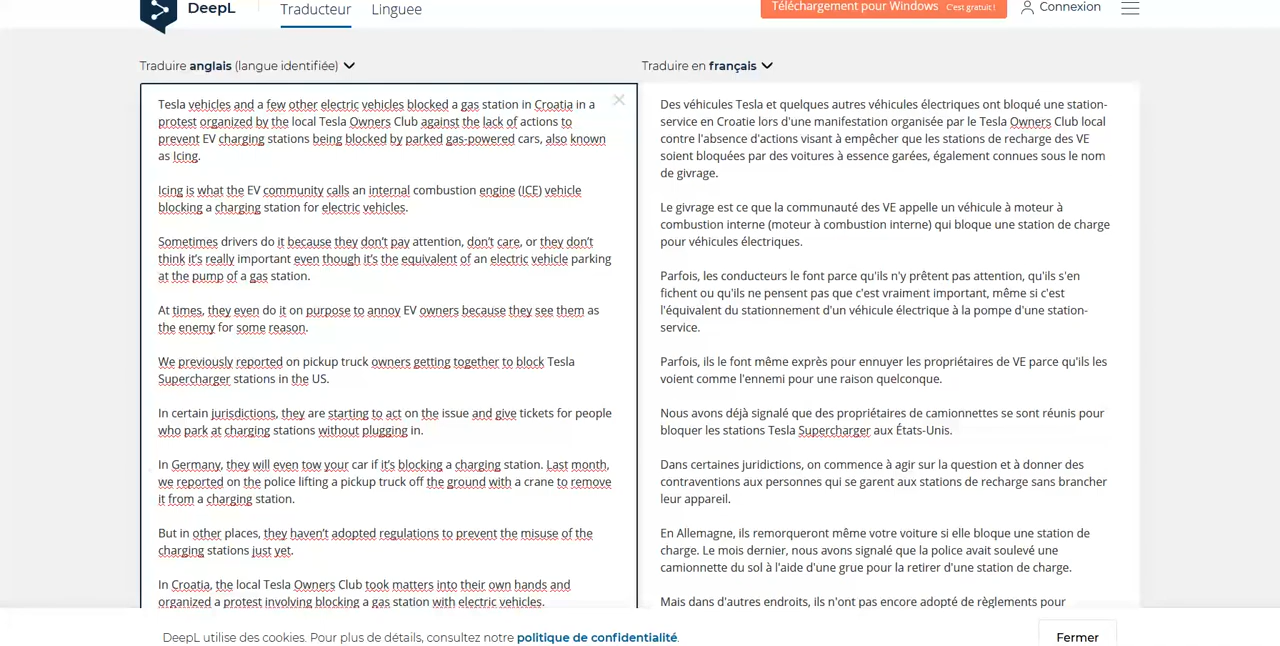 DeepL
Traducteur
Linguee
Téléchargement pour Windows C'est gratuit !
Connexion
Traduire anglais (langue identifiée)
Traduire en français
Tesla vehicles and a few other electric vehicles blocked a gas station in Croatia in a
protest organized by the local Tesla Owners Club against the lack of actions to
prevent EV charging stations being blocked by parked gas-powered cars, also known
as Icing.
Icing is what the EV community calls an internal combustion engine (ICE) vehicle
blocking a charging station for electric vehicles.
Sometimes drivers do it because they don’t pay attention, don’t care, or they don’t
think it’s really important even though it’s the equivalent of an electric vehicle parking
at the pump of a gas station.
At times, they even do it on purpose to annoy EV owners because they see them as
the enemy for some reason.
We previously reported on pickup truck owners getting together to block Tesla
Supercharger stations in the US.
In certain jurisdictions, they are starting to act on the issue and give tickets for people
who park at charging stations without plugging in.
In Germany, they will even tow your car if it’s blocking a charging station. Last month,
we reported on the police lifting a pickup truck off the ground with a crane to remove
it from a charging station.
But in other places, they haven’t adopted regulations to prevent the misuse of the
charging stations just yet.
In Croatia, the local Tesla Owners Club took matters into their own hands and
organized a protest involving blocking a gas station with electric vehicles.
Des véhicules Tesla et quelques autres véhicules électriques ont bloqué une station-
service en Croatie lors d'une manifestation organisée par le Tesla Owners Club local
contre l'absence d'actions visant à empêcher que les stations de recharge des VE
soient bloquées par des voitures à essence garées, également connues sous le nom
de givrage.
Le givrage est ce que la communauté des VE appelle un véhicule à moteur à
combustion interne (moteur à combustion interne) qui bloque une station de charge
pour véhicules électriques.
Parfois, les conducteurs le font parce qu'ils n'y prêtent pas attention, qu'ils s'en
fichent ou qu'ils ne pensent pas que c'est vraiment important, même si c'est
l'équivalent du stationnement d'un véhicule électrique à la pompe d'une station-
service.
Parfois, ils le font même exprès pour ennuyer les propriétaires de VE parce qu'ils les
voient comme l'ennemi pour une raison quelconque.
Nous avons déjà signalé que des propriétaires de camionnettes se sont réunis pour
bloquer les stations Tesla Supercharger aux États-Unis.
Dans certaines juridictions, on commence à agir sur la question et à donner des
contraventions aux personnes qui se garent aux stations de recharge sans brancher
leur appareil.
En Allemagne, ils remorqueront même votre voiture si elle bloque une station de
charge. Le mois dernier, nous avons signalé que la police avait soulevé une
camionnette du sol à l'aide d'une grue pour la retirer d'une station de charge.
Mais dans d'autres endroits, ils n'ont pas encore adopté de règlements pour
DeepL utilise des cookies. Pour plus de détails, consultez notre politique de confidentialité.
Fermer